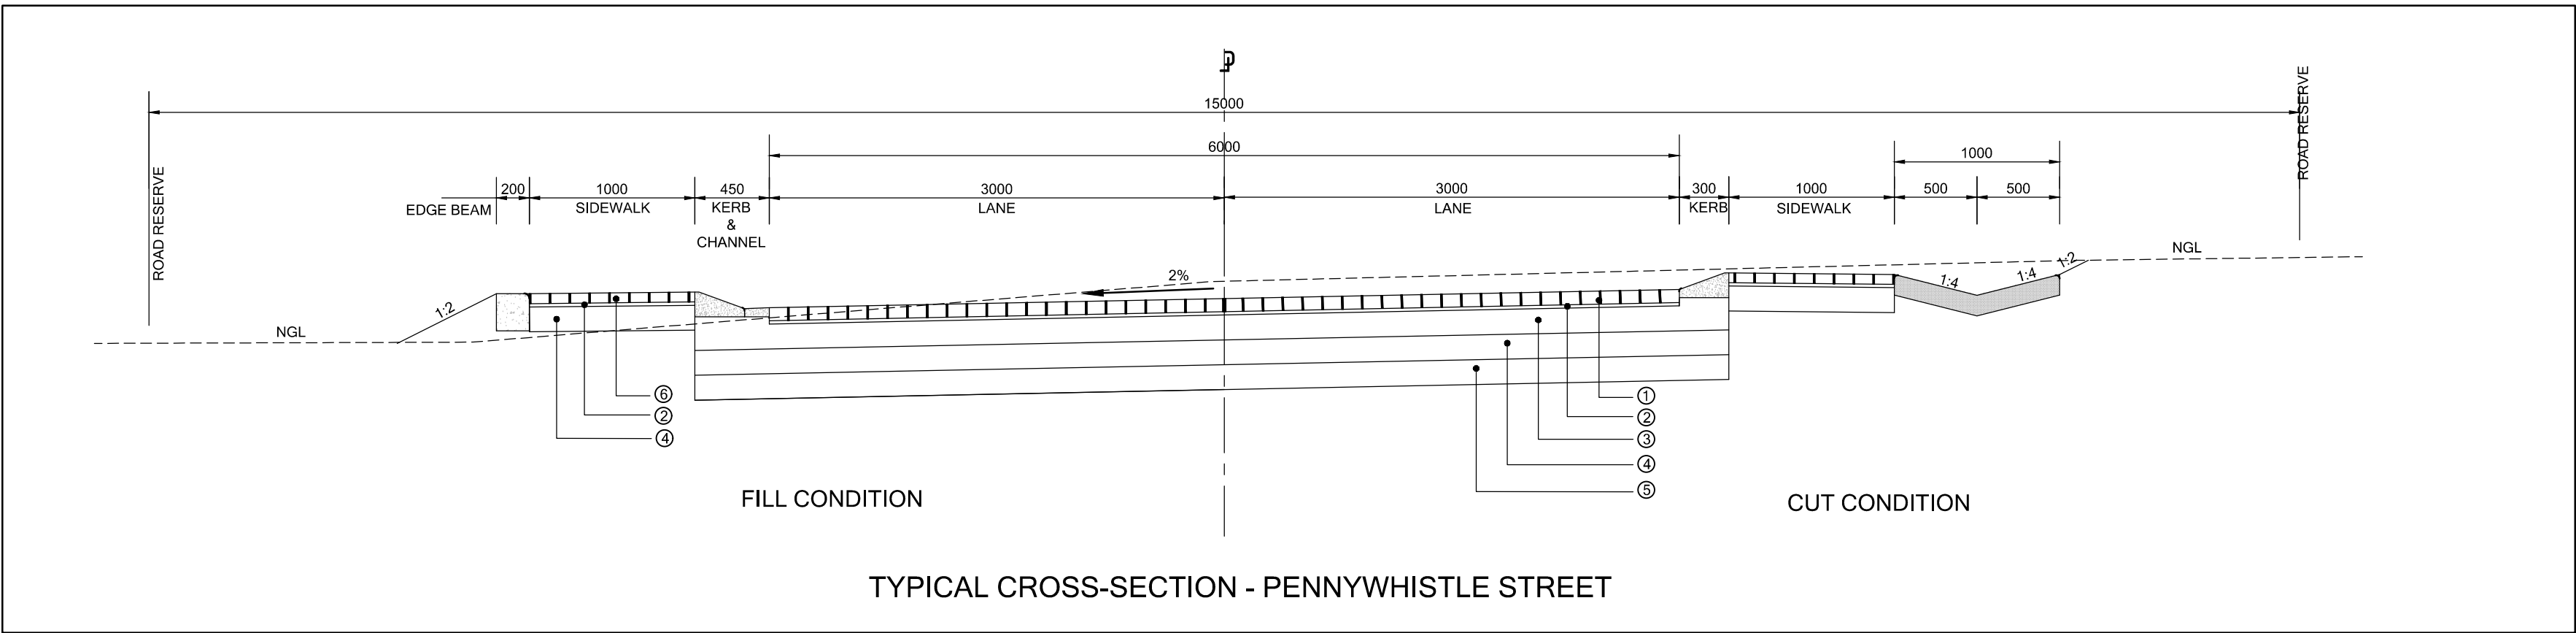 15000
ROAD RESERVE
ROAD RESERVE
6000
1000
200
1000
450
3000
3000
300
1000
500
500
EDGE BEAM
SIDEWALK
KERB
&
CHANNEL
LANE
LANE
KERB
SIDEWALK
2%
NGL
1:2
1:4
1:4
1:2
NGL
6
2
4
1
2
3
4
5
FILL CONDITION
CUT CONDITION
TYPICAL CROSS-SECTION - PENNYWHISTLE STREET